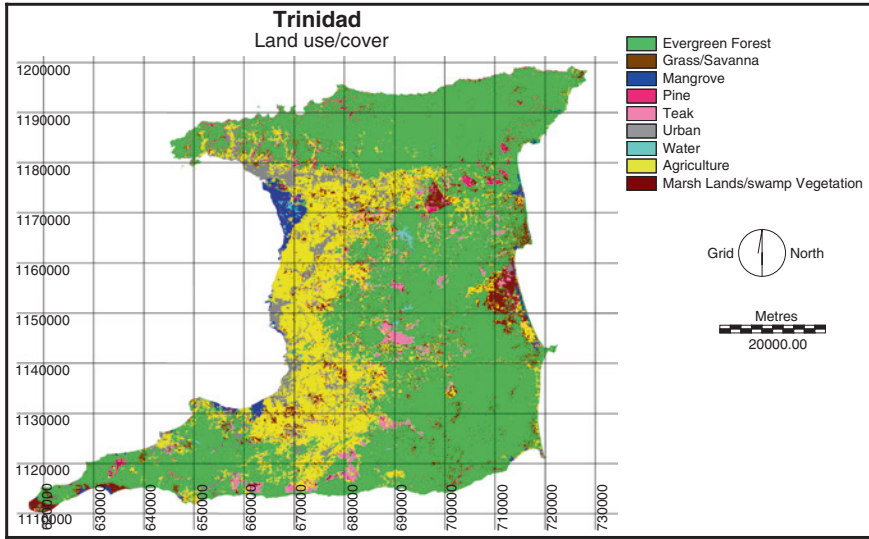 Trinidad
Land use/cover
1200000
1190000
1180000
1170000
1160000
1150000
1140000
1130000
1120000
1110000
620000
630000
640000
650000
660000
670000
680000
690000
700000
710000
720000
730000
Evergreen Forest
Grass/Savanna
Mangrove
Pine
Teak
Urban
Water
Agriculture
Marsh Lands/swamp Vegetation
Grid North
Metres
20000.00